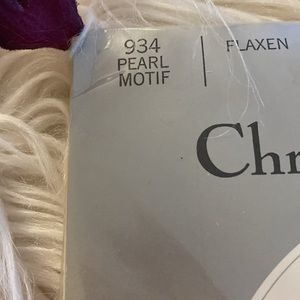 934
PEARL
MOTIF
FLAXEN
Chr